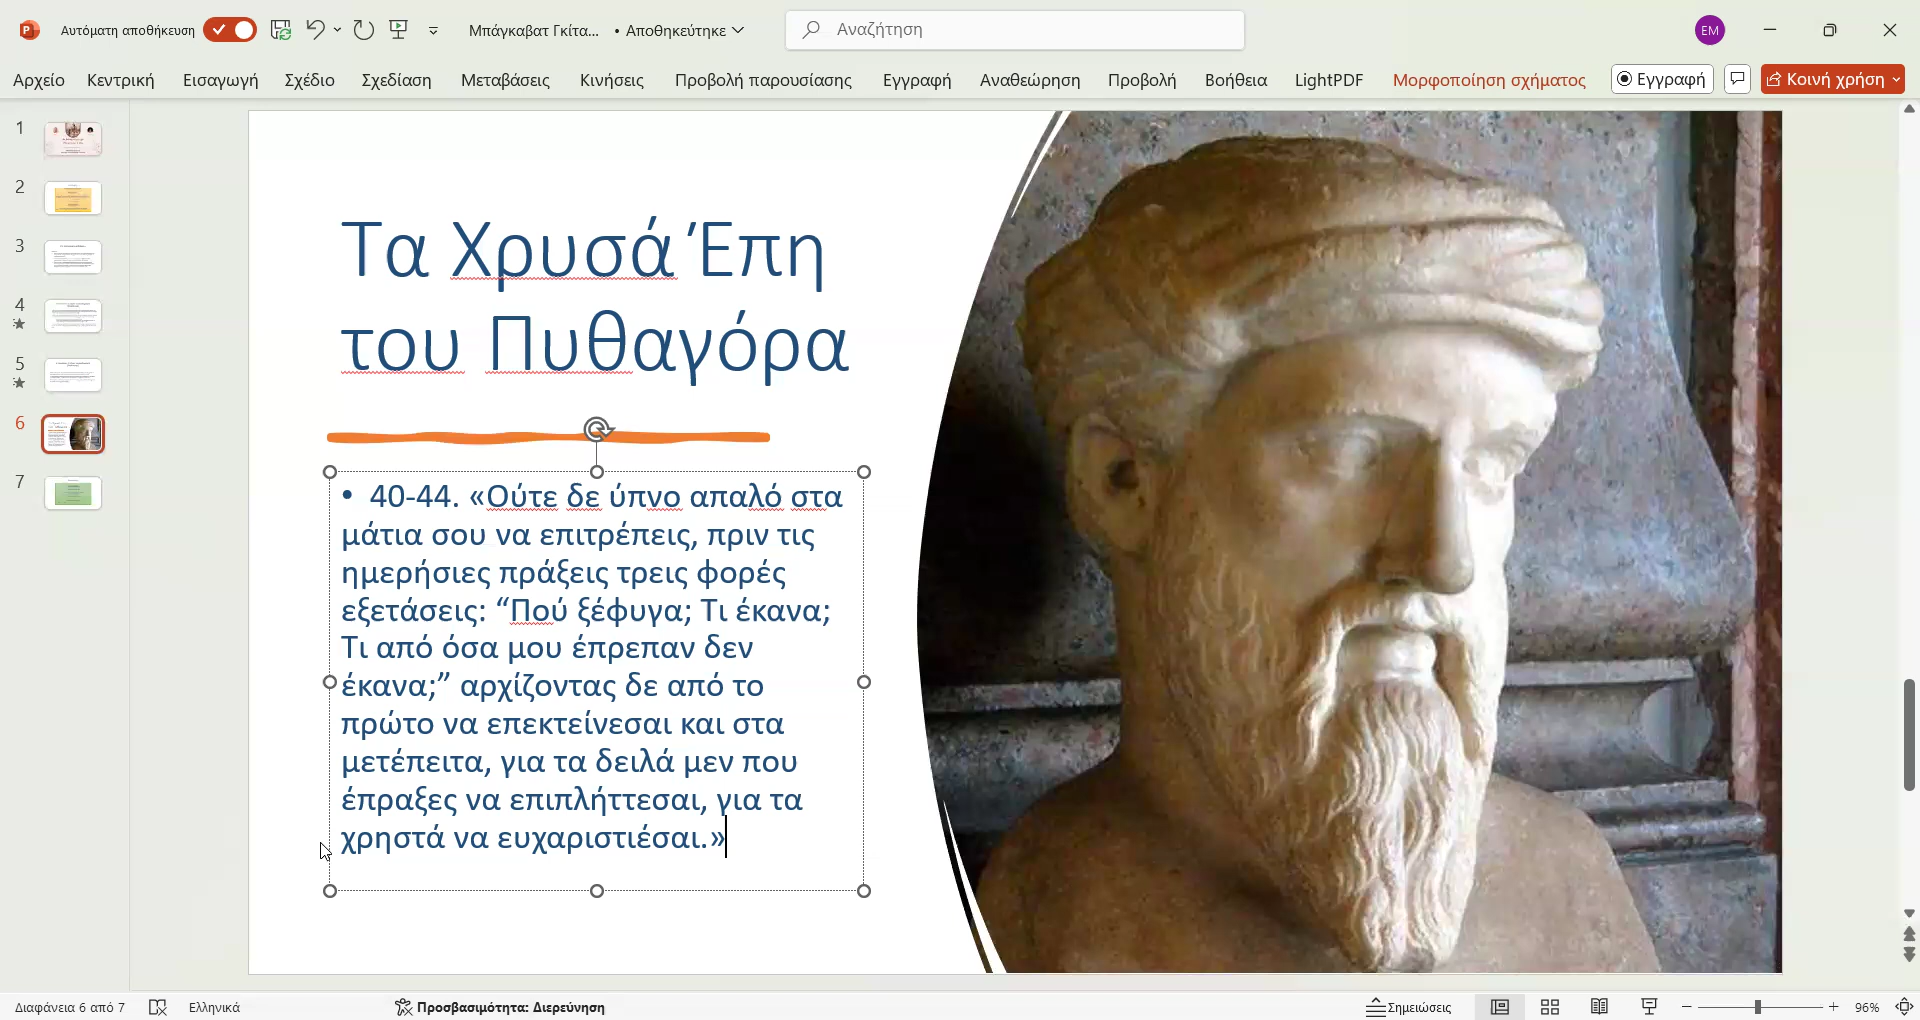 Αυτόματη αποθήκευση
Μπάγκαβατ Γκίτα... • Αποθηκεύτηκε
Αναζήτηση
EM
Αρχείο Κεντρική Εισαγωγή Σχέδιο Σχεδίαση Μεταβάσεις Κινήσεις Προβολή παρουσίασης Εγγραφή Αναθεώρηση Προβολή Βοήθεια LightPDF Μορφοποίηση σχήματος Εγγραφή Κοινή χρήση
1
2
3
4
5
6
7
Τα Χρυσά Έπη
του Πυθαγόρα
• 40-44. «Ούτε δε ύπνο απαλό στα
μάτια σου να επιτρέπεις, πριν τις
ημερήσιες πράξεις τρεις φορές
εξετάσεις: “Πού ξέφυγα; Τι έκανα;
Τι από όσα μου έπρεπαν δεν
έκανα;” αρχίζοντας δε από το
πρώτο να επεκτείνεσαι και στα
μετέπειτα, για τα δειλά μεν που
έπραξες να επιπλήττεσαι, για τα
χρηστά να ευχαριστιέσαι.»
Διαφάνεια 6 από 7 Ελληνικά Προσβασιμότητα: Διερεύνηση Σημειώσεις 96%